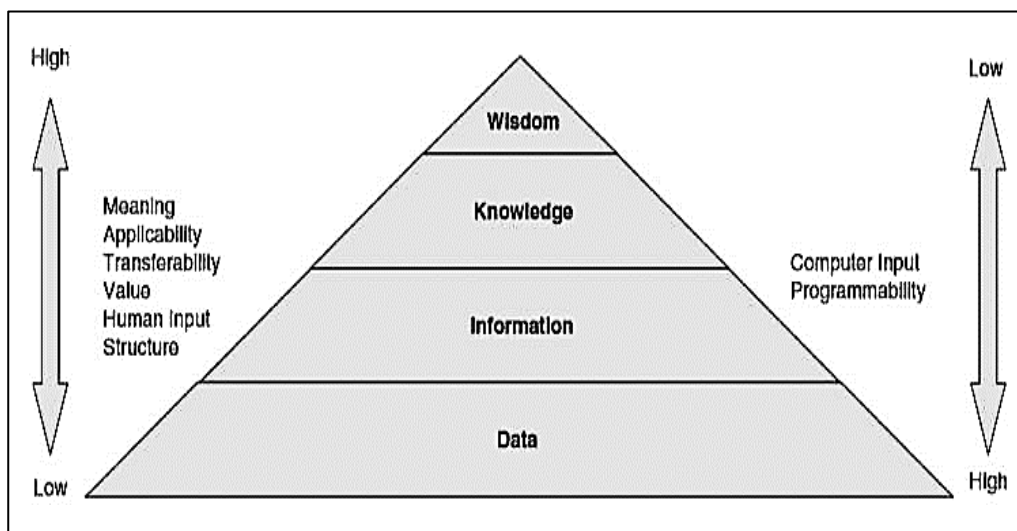 High
Low
Wisdom
Meaning
Applicability
Transferability
Value
Human Input
Structure
Knowledge
Computer Input
Programmability
Information
Data
Low
High